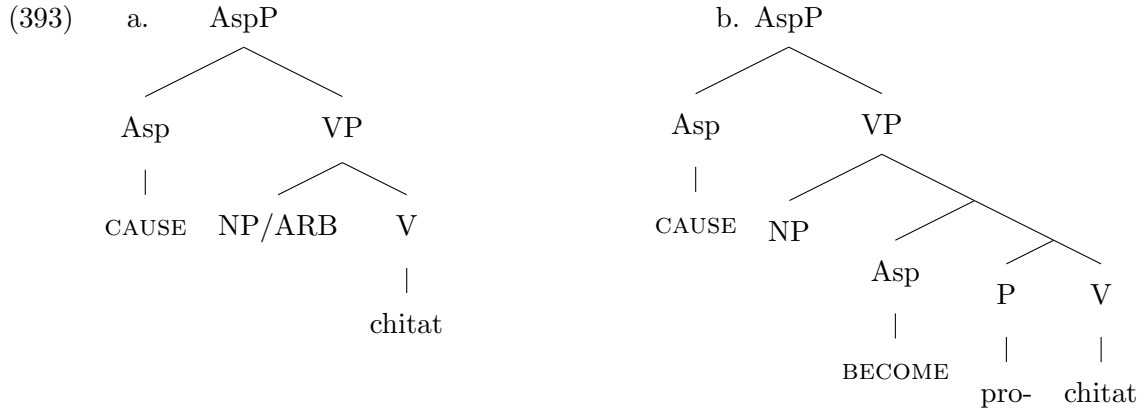 (393) a. AspP b. AspP
Asp VP Asp VP
CAUSE NP/ARB V CAUSE NP
Asp P V
chitat
BECOME pro- chitat